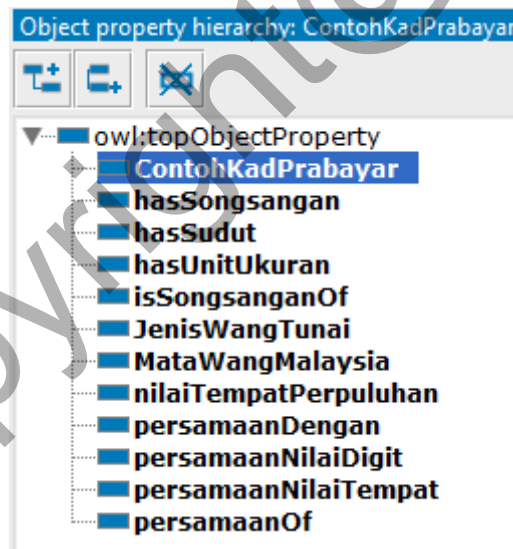 Object property hierarchy: ContohKadPrabayar
owl:topObjectProperty
ContohKadPrabayar
hasSongsangan
hasSudut
hasUnitUkuran
isSongsanganOf
JenisWangTunai
MataWangMalaysia
nilaiTempatPerpuluhan
persamaanDengan
persamaanNilaiDigit
persamaanNilaiTempat
persamaanOf